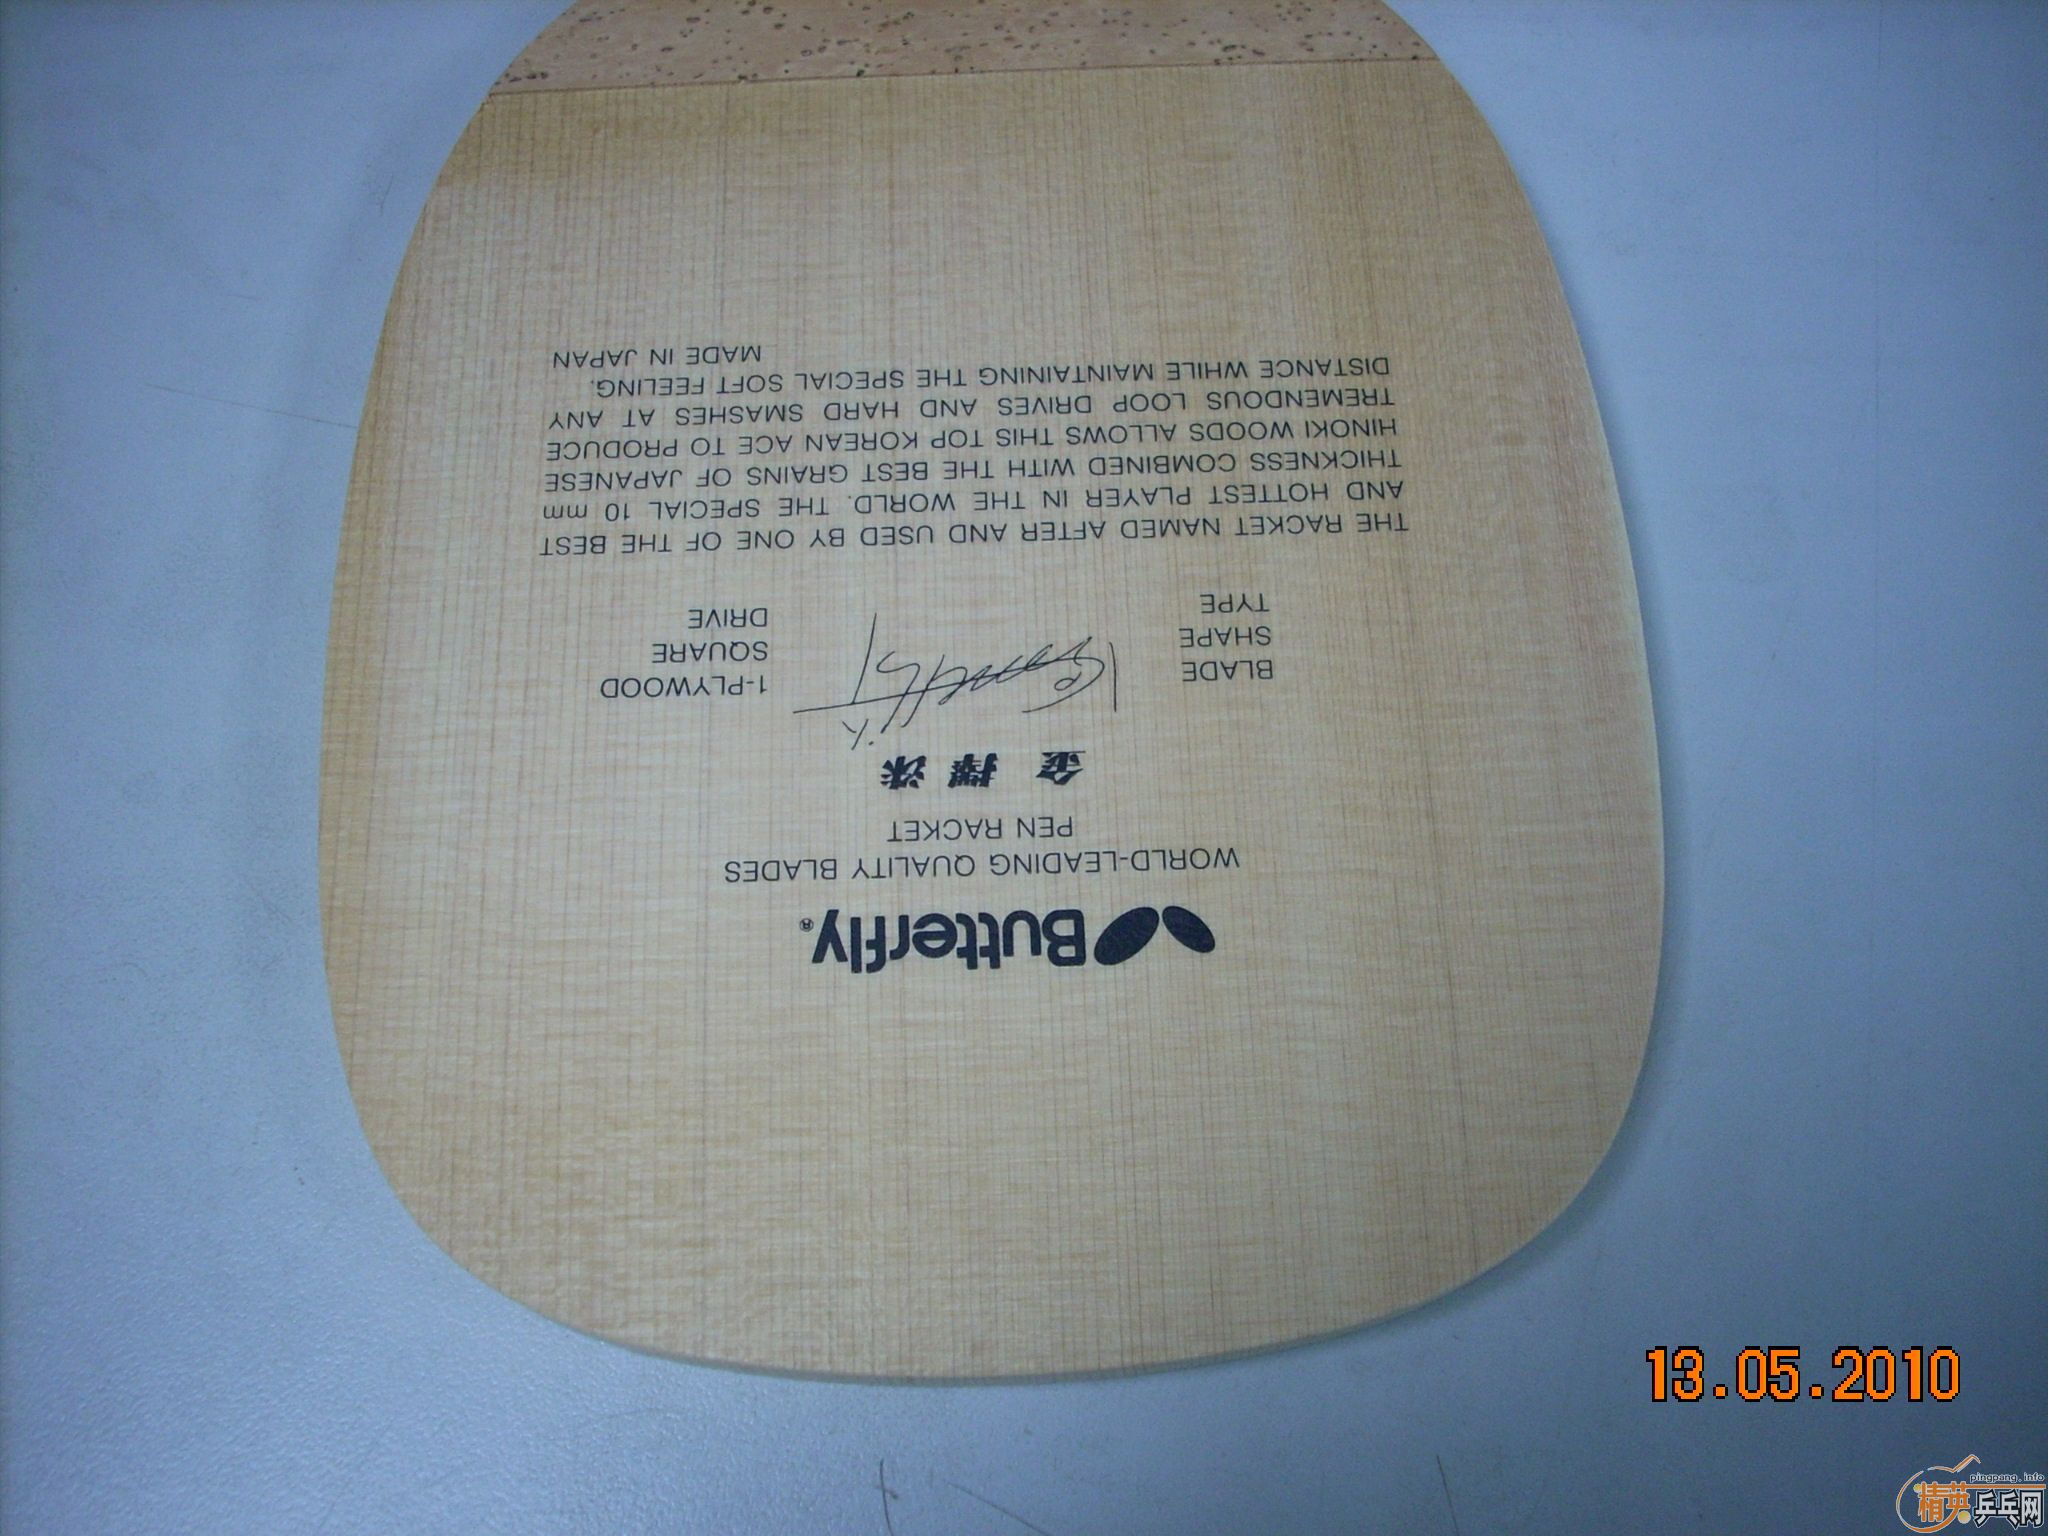 Butterfly®
WORLD-LEADING QUALITY BLADES
PEN RACKET
金擇洙
BLADE 1-PLYWOOD
SHAPE SQUARE
TYPE DRIVE
THE RACKET NAMED AFTER AND USED BY ONE OF THE BEST
AND HOTTEST PLAYER IN THE WORLD. THE SPECIAL 10 mm
THICKNESS COMBINED WITH THE BEST GRAINS OF JAPANESE
HINOKI WOODS ALLOWS THIS TOP KOREAN ACE TO PRODUCE
TREMENDOUS LOOP DRIVES AND HARD SMASHES AT ANY
DISTANCE WHILE MAINTAINING THE SPECIAL SOFT FEELING.
MADE IN JAPAN
13.05.2010
pingpang.info
精英乒乓网